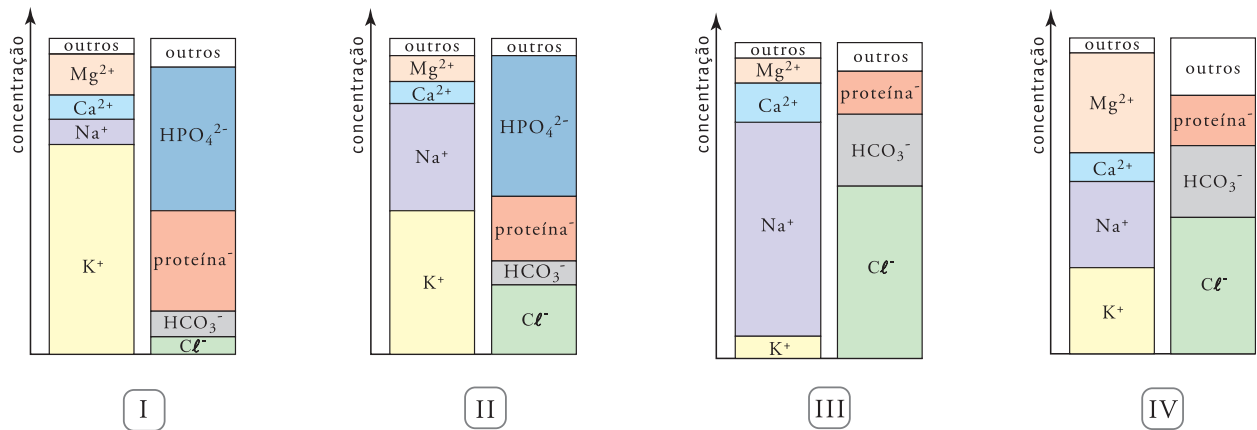 concentração
outros
Mg²⁺
Ca²⁺
Na⁺
K⁺
outros
HPO₄²⁻
proteína⁻
HCO₃⁻
Cℓ⁻
I
concentração
outros
Mg²⁺
Ca²⁺
Na⁺
K⁺
outros
HPO₄²⁻
proteína⁻
HCO₃⁻
Cℓ⁻
II
concentração
outros
Mg²⁺
Ca²⁺
Na⁺
K⁺
outros
proteína⁻
HCO₃⁻
Cℓ⁻
III
concentração
outros
Mg²⁺
Ca²⁺
Na⁺
K⁺
outros
proteína⁻
HCO₃⁻
Cℓ⁻
IV